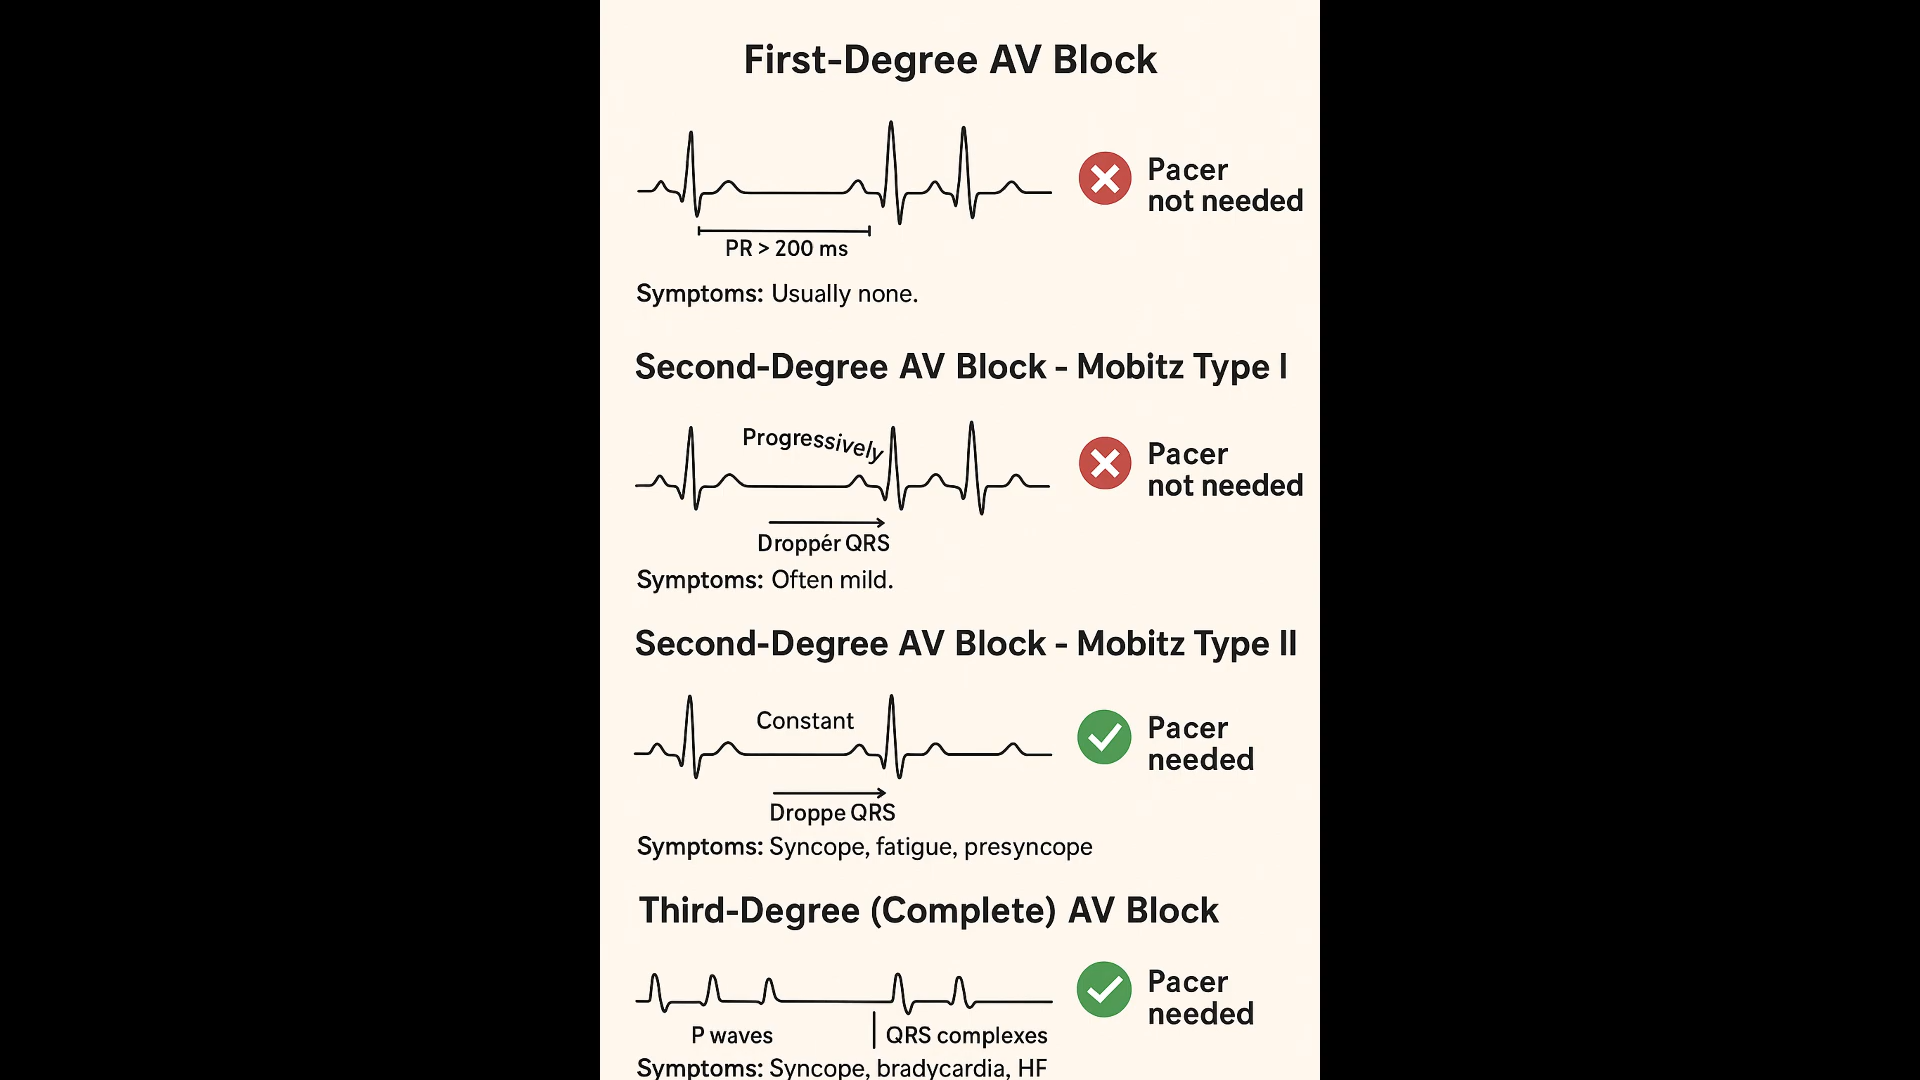 First-Degree AV Block
Pacer
not needed
PR > 200 ms
Symptoms: Usually none.
Second-Degree AV Block - Mobitz Type I
Progressively
Pacer
not needed
Droppér QRS
Symptoms: Often mild.
Second-Degree AV Block - Mobitz Type II
Constant
Pacer
needed
Droppe QRS
Symptoms: Syncope, fatigue, presyncope
Third-Degree (Complete) AV Block
Pacer
needed
P waves
QRS complexes
Symptoms: Syncope, bradycardia, HF